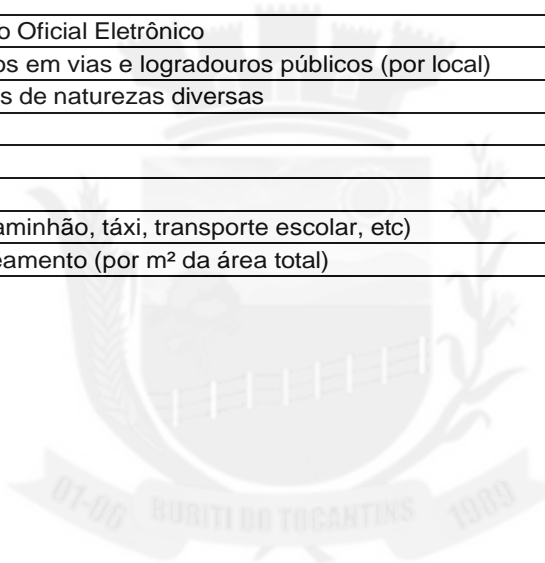 o Oficial Eletrônico
os em vias e logradouros públicos (por local)
s de naturezas diversas
aminhão, táxi, transporte escolar, etc)
eamento (por m² da área total)
01-06 BURITI DO TOCANTINS 1989